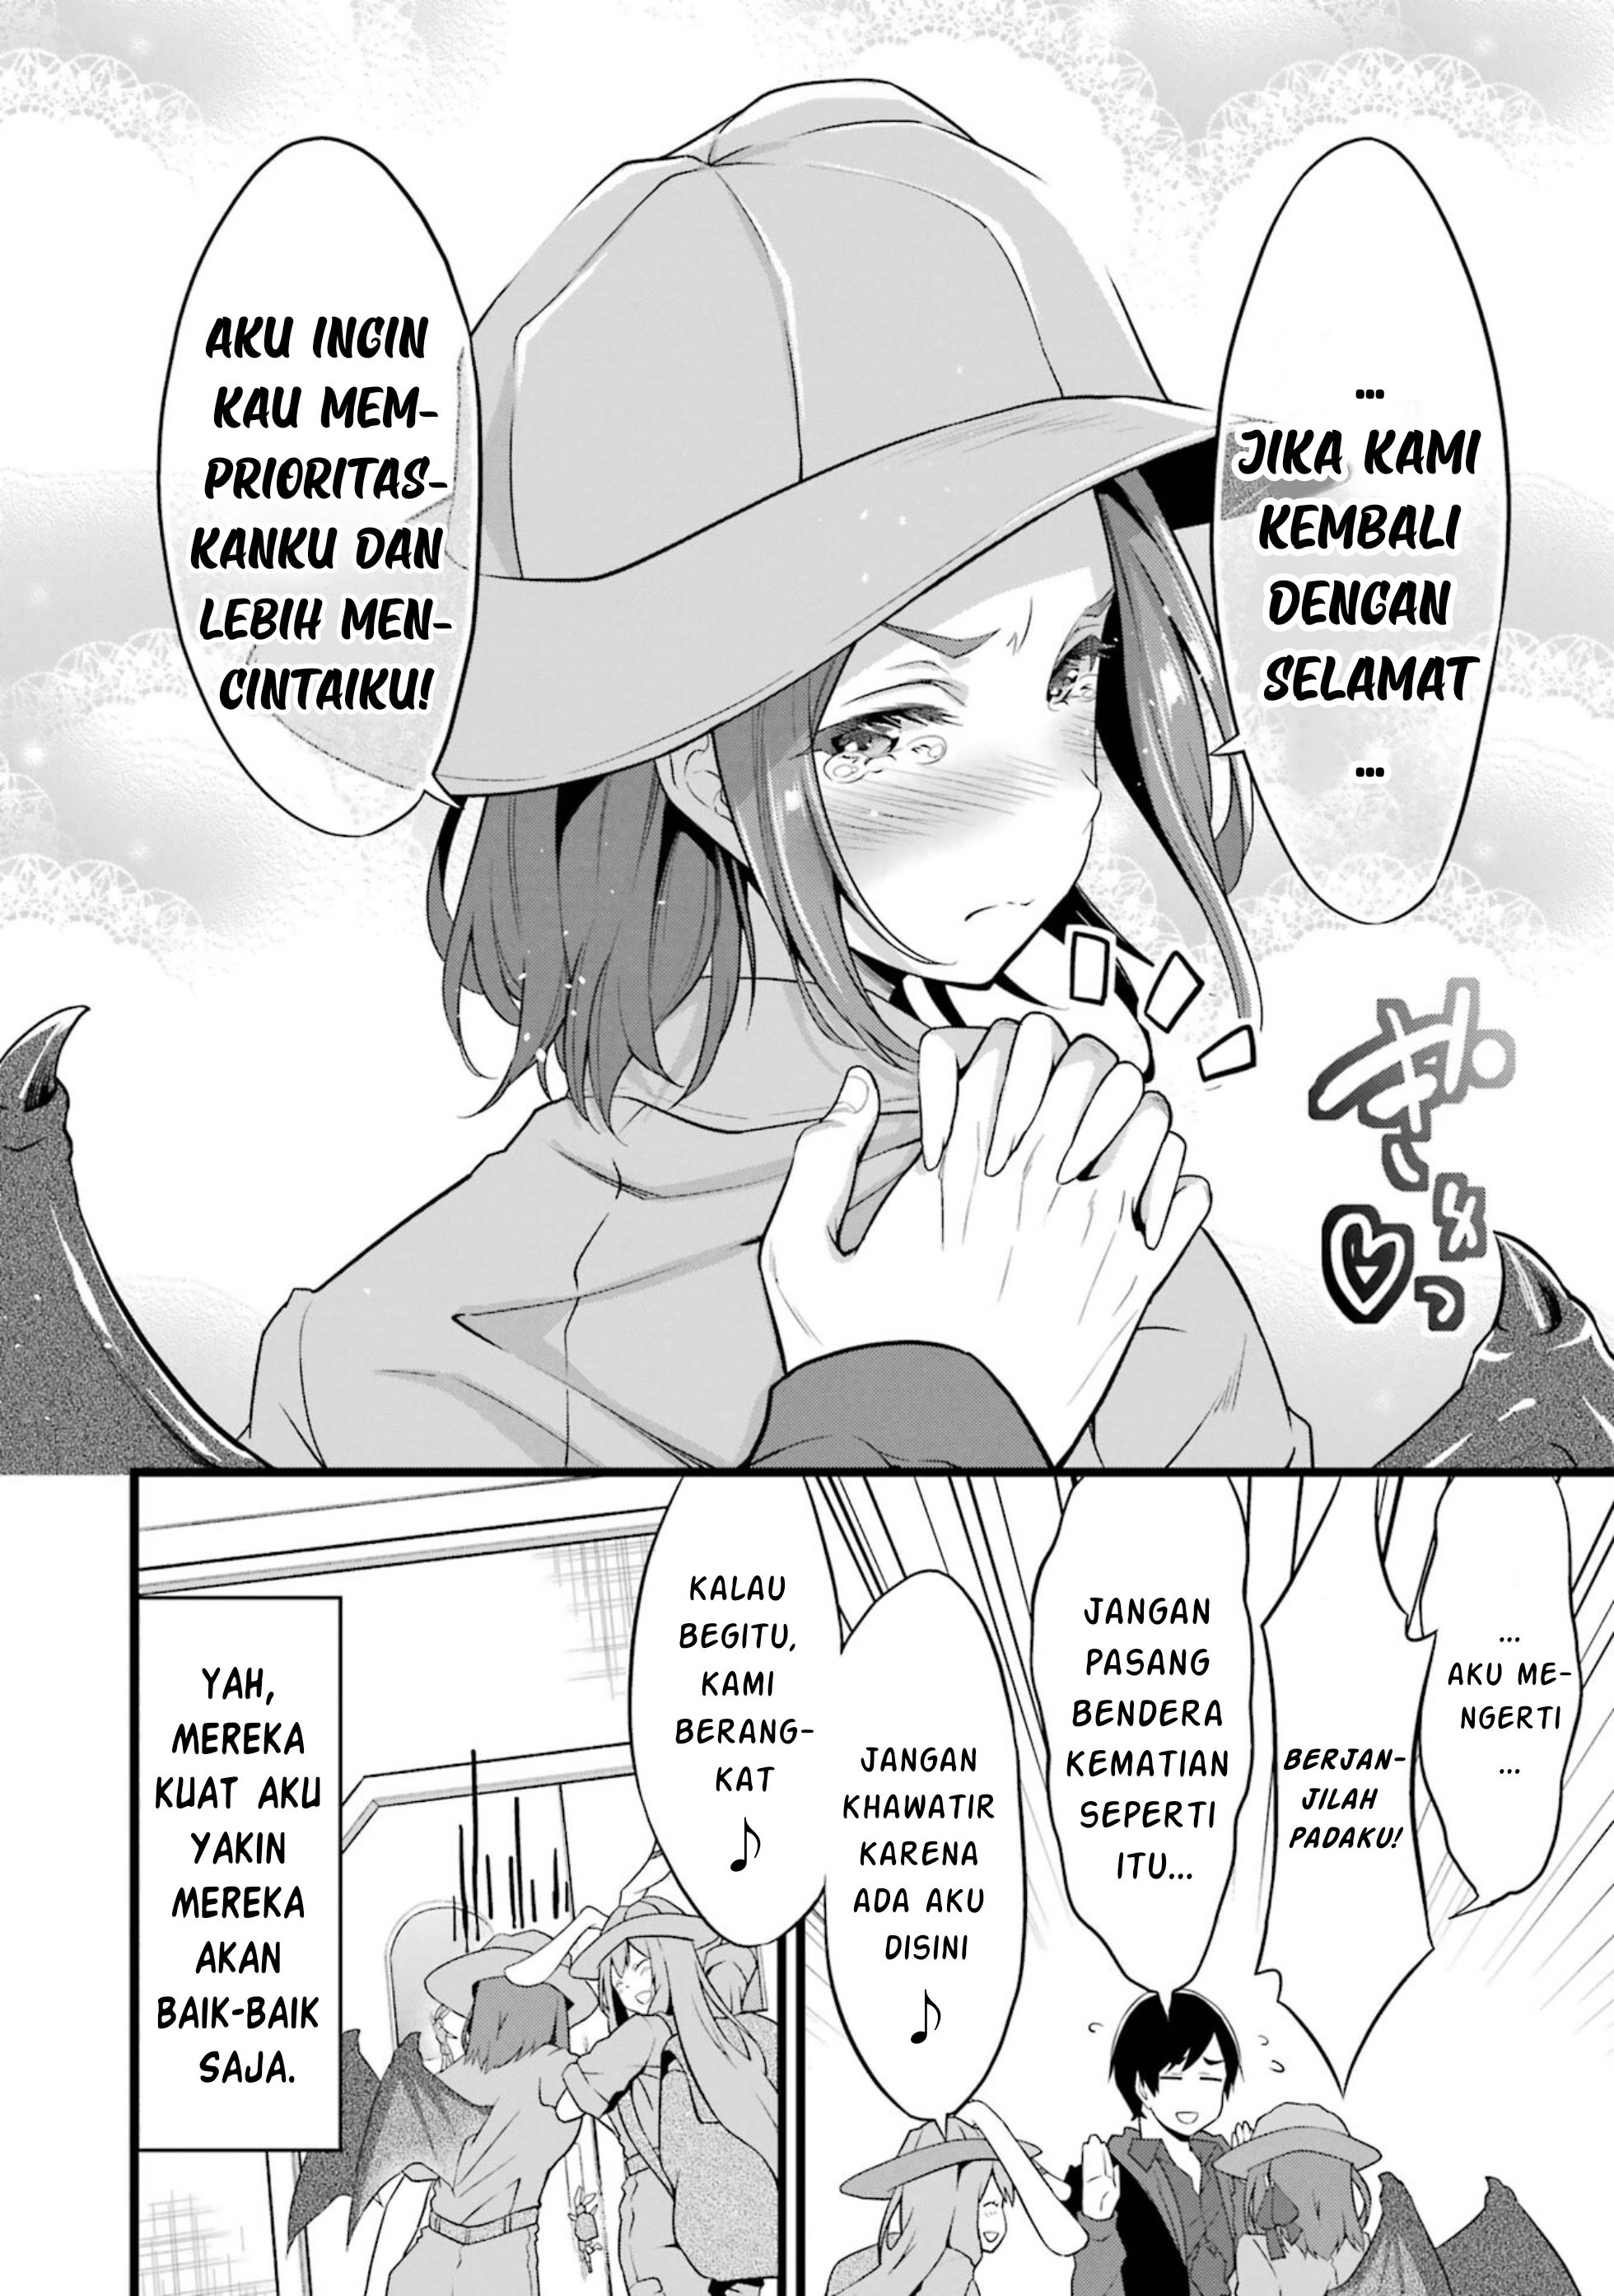 ...
JIKA KAMI
KEMBALI
DENGAN
SELAMAT
...
AKU INGIN
KAU MEM-
PRIORITAS-
KANKU DAN
LEBIH MEN-
CINTAIKU!
...
AKU ME-
NGERTI
...
BERJAN-
JILAH
PADAKU!
JANGAN
PASANG
BENDERA
KEMATIAN
SEPERTI
ITU...
JANGAN
KHAWATIR
KARENA
ADA AKU
DISINI
♪
KALAU
BEGITU,
KAMI
BERANG-
KAT
♪
YAH,
MEREKA
KUAT AKU
YAKIN
MEREKA
AKAN
BAIK-BAIK
SAJA.